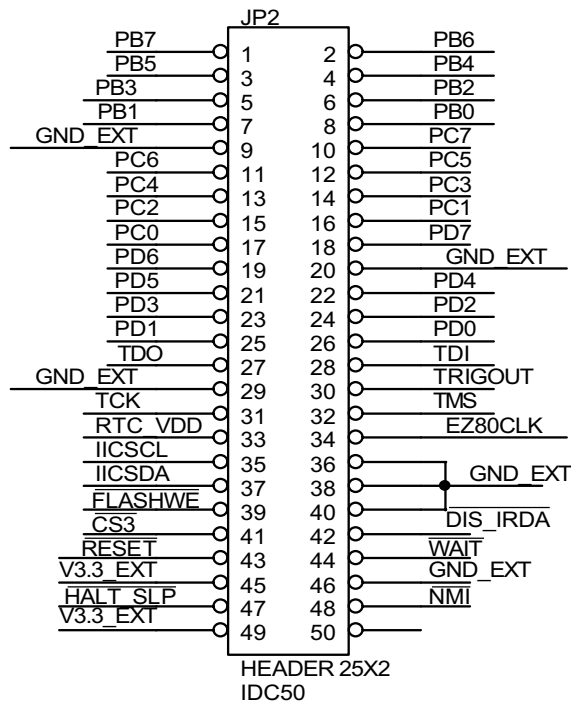 JP2
PB7 1 2 PB6
PB5 3 4 PB4
PB3 5 6 PB2
PB1 7 8 PB0
GND_EXT 9 10 PC7
PC6 11 12 PC5
PC4 13 14 PC3
PC2 15 16 PC1
PC0 17 18 PD7
PD6 19 20 GND_EXT
PD5 21 22 PD4
PD3 23 24 PD2
PD1 25 26 PD0
TDO 27 28 TDI
GND_EXT 29 30 TRIGOUT
TCK 31 32 TMS
RTC_VDD 33 34 EZ80CLK
IICSCL 35 36
IICSDA 37 38 GND_EXT
FLASHWE 39 40
CS3 41 42 DIS_IRDA
RESET 43 44 WAIT
V3.3_EXT 45 46 GND_EXT
HALT_SLP 47 48 NMI
V3.3_EXT 49 50
HEADER 25X2
IDC50